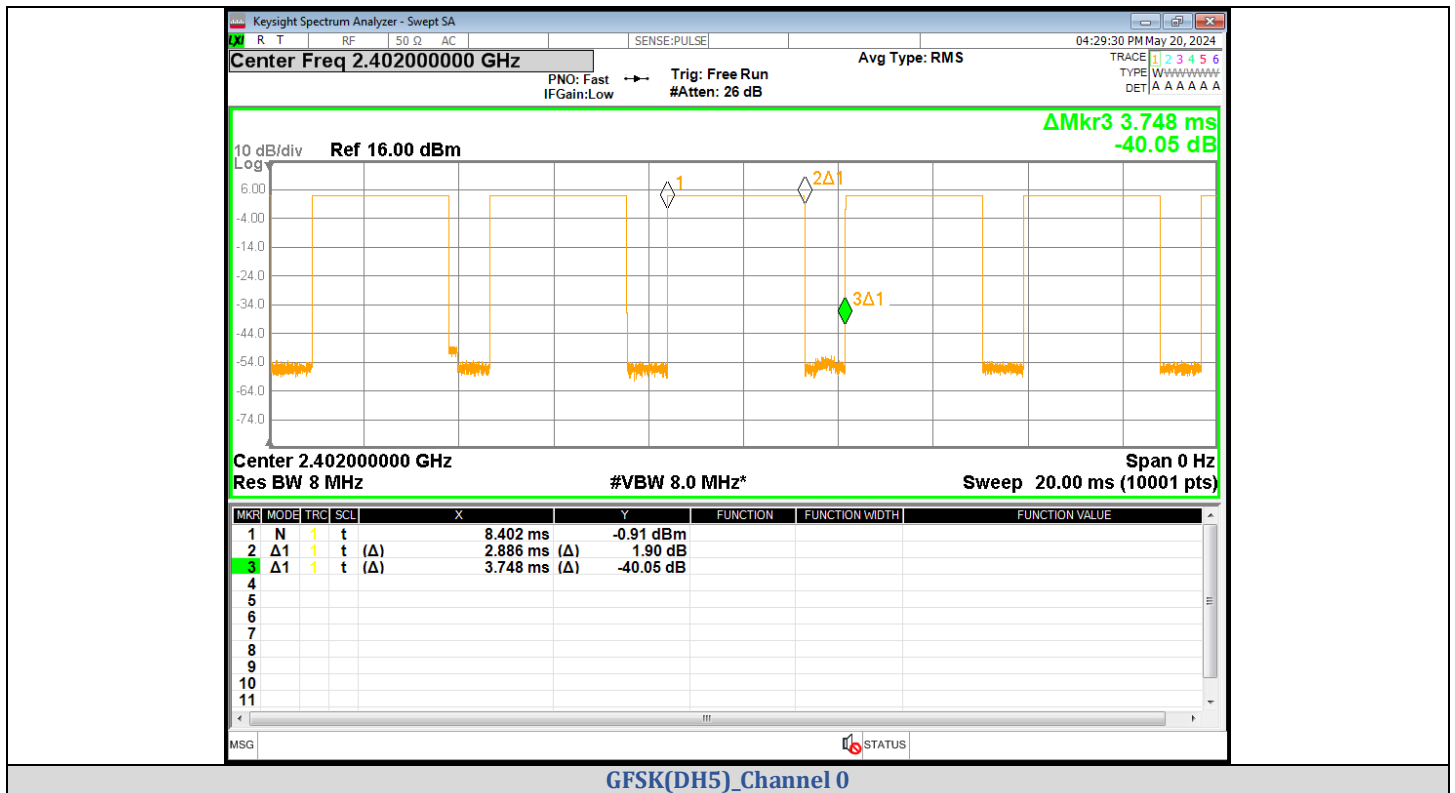 Keysight Spectrum Analyzer - Swept SA
LXI R T RF 50 Ω AC SENSE:PULSE 04:29:30 PM May 20, 2024
Center Freq 2.402000000 GHz
PNO: Fast
IFGain:Low
Trig: Free Run
#Atten: 26 dB
Avg Type: RMS
TRACE 1 2 3 4 5 6
TYPE WWWWWW
DET A A A A A A
ΔMkr3 3.748 ms
-40.05 dB
10 dB/div Ref 16.00 dBm
Log
6.00
-4.00
-14.0
-24.0
-34.0
-44.0
-54.0
-64.0
-74.0
1
2Δ1
3Δ1
Center 2.402000000 GHz Span 0 Hz
Res BW 8 MHz #VBW 8.0 MHz* Sweep 20.00 ms (10001 pts)
MKR MODE TRC SCL X Y FUNCTION FUNCTION WIDTH FUNCTION VALUE
1 N 1 t 8.402 ms -0.91 dBm
2 Δ1 1 t (Δ) 2.886 ms (Δ) 1.90 dB
3 Δ1 1 t (Δ) 3.748 ms (Δ) -40.05 dB
4
5
6
7
8
9
10
11
MSG STATUS
GFSK(DH5)_Channel 0